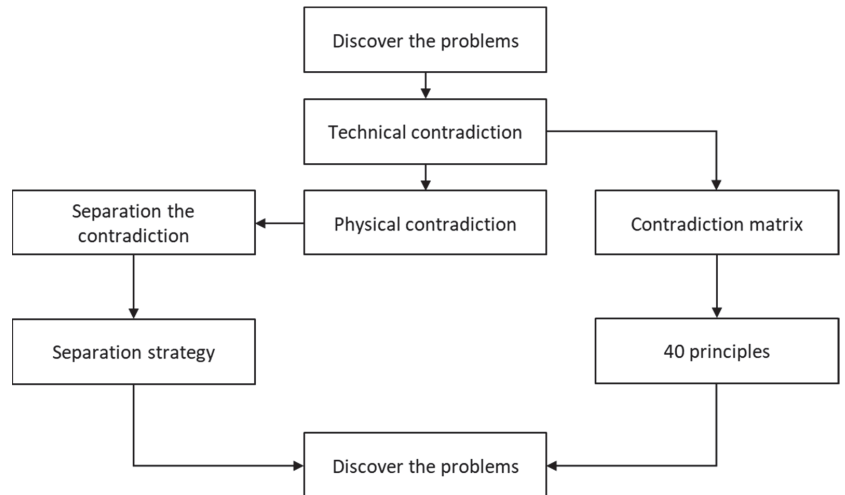 Discover the problems
Technical contradiction
Separation the
contradiction
Physical contradiction
Contradiction matrix
Separation strategy
40 principles
Discover the problems